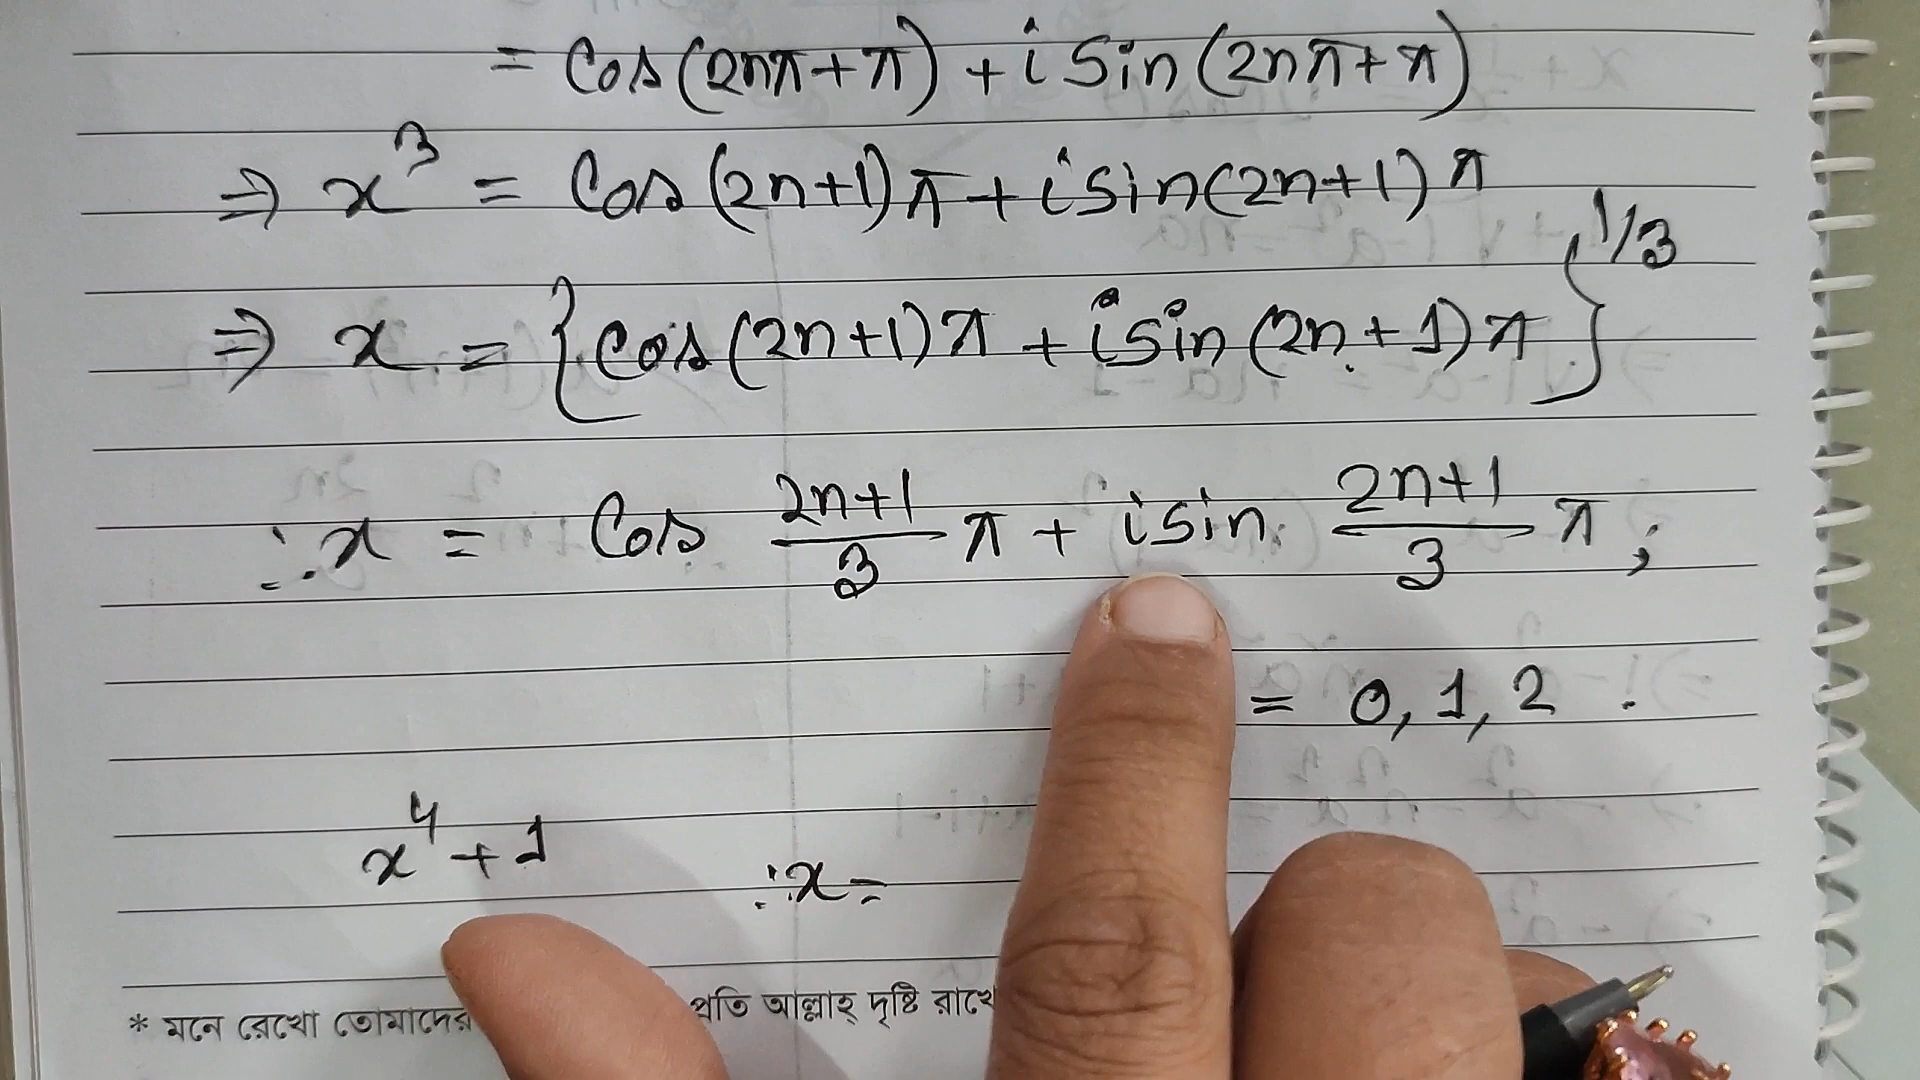 = Cos(2nπ+π) + i Sin(2nπ+π)
⇒ x³ = Cos(2n+1)π + i Sin(2n+1)π
⇒ x = {Cos(2n+1)π + i sin(2n+1)π}^1/3
∴ x = Cos 2n+1/3 π + i sin 2n+1/3 π ;
= 0, 1, 2 .
x⁴+1
∴ x =
* মনে রেখো তোমাদের প্রতি আল্লাহ্ দৃষ্টি রাখে